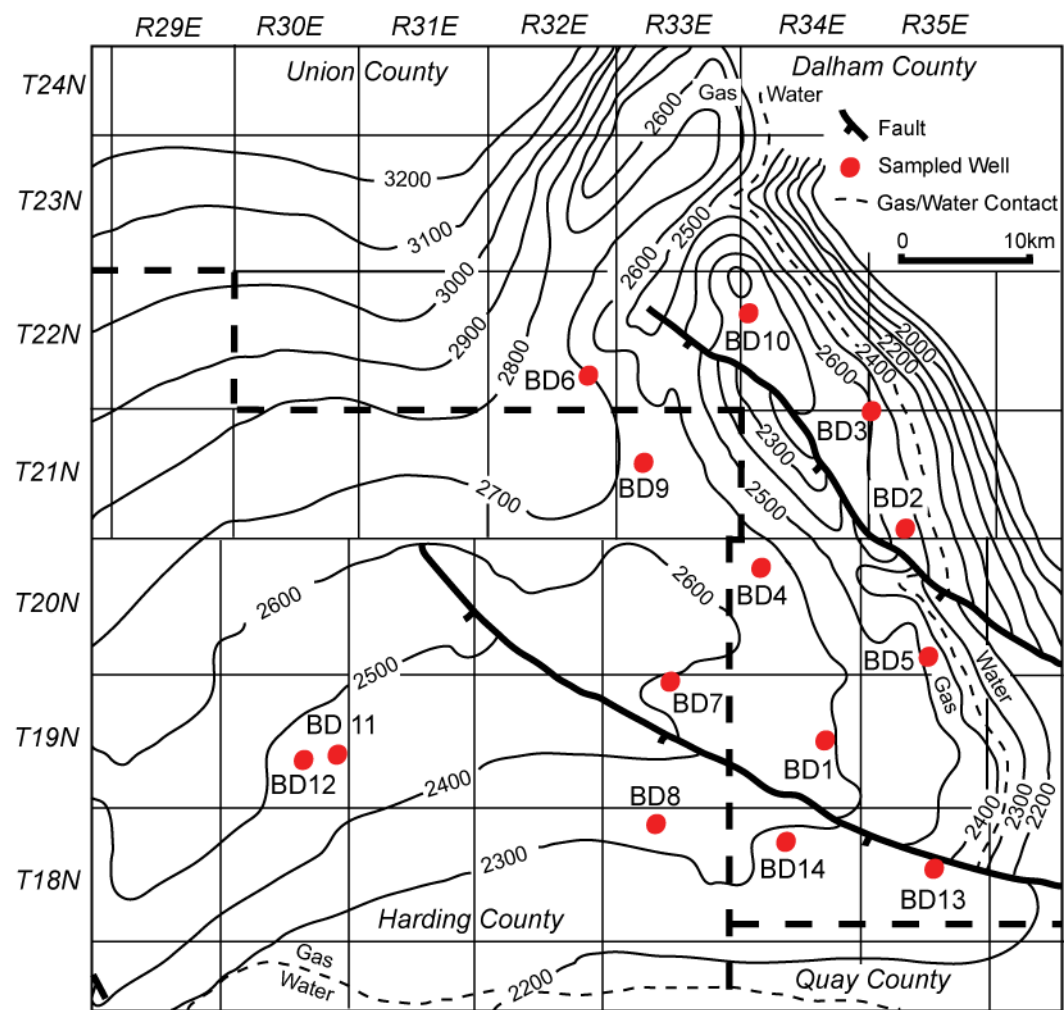 R29E R30E R31E R32E R33E R34E R35E
T24N
T23N
T22N
T21N
T20N
T19N
T18N
Union County
Dalham County
Gas
Water
Fault
Sampled Well
Gas/Water Contact
0 10km
2600
3200
3100
3000
2900
2800
2700
2600
2500
2600
2400
2200
2000
BD10
BD6
BD3
2300
BD9
2500
BD2
2600
2600
BD4
2500
BD5
Gas
Water
BD7
BD 11
BD12
BD1
2400
BD8
2300
BD14
BD13
2400
2300
2200
Harding County
Gas
Water
2200
Quay County